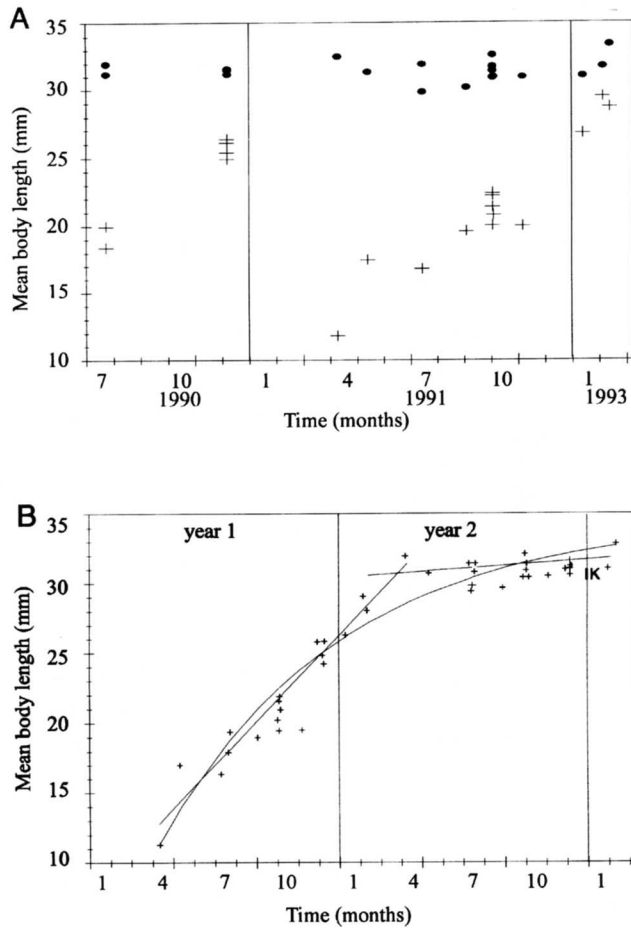 A
Mean body length (mm)
35
30
25
20
15
10
7 10 1 4 7 10 1
1990 1991 1993
Time (months)
B
year 1 year 2
Mean body length (mm)
35
30
25
20
15
10
IK
1 4 7 10 1 4 7 10 1
Time (months)